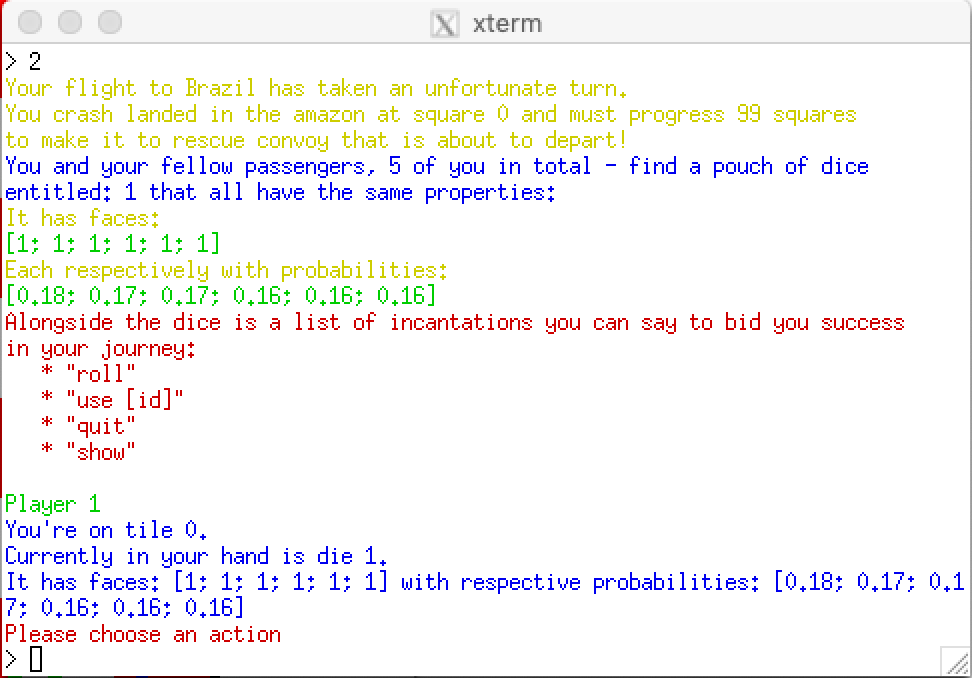 xterm
> 2
Your flight to Brazil has taken an unfortunate turn.
You crash landed in the amazon at square 0 and must progress 99 squares
to make it to rescue convoy that is about to depart!
You and your fellow passengers, 5 of you in total - find a pouch of dice
entitled: 1 that all have the same properties:
It has faces:
[1; 1; 1; 1; 1; 1]
Each respectively with probabilities:
[0.18; 0.17; 0.17; 0.16; 0.16; 0.16]
Alongside the dice is a list of incantations you can say to bid you success
in your journey:
* "roll"
* "use [id]"
* "quit"
* "show"
Player 1
You're on tile 0.
Currently in your hand is die 1.
It has faces: [1; 1; 1; 1; 1; 1] with respective probabilities: [0.18; 0.17; 0.1
7; 0.16; 0.16; 0.16]
Please choose an action
>